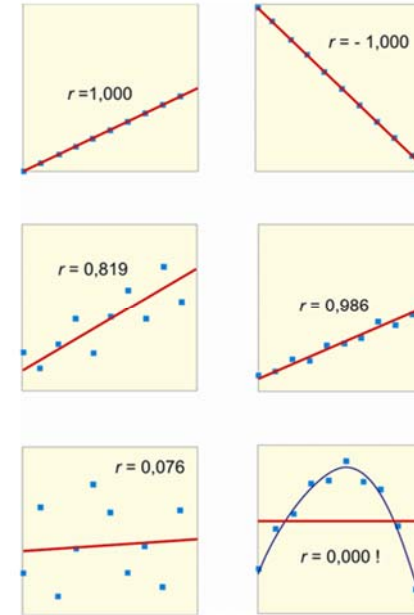 r =1,000
r = - 1,000
r = 0,819
r = 0,986
r = 0,076
r = 0,000 !